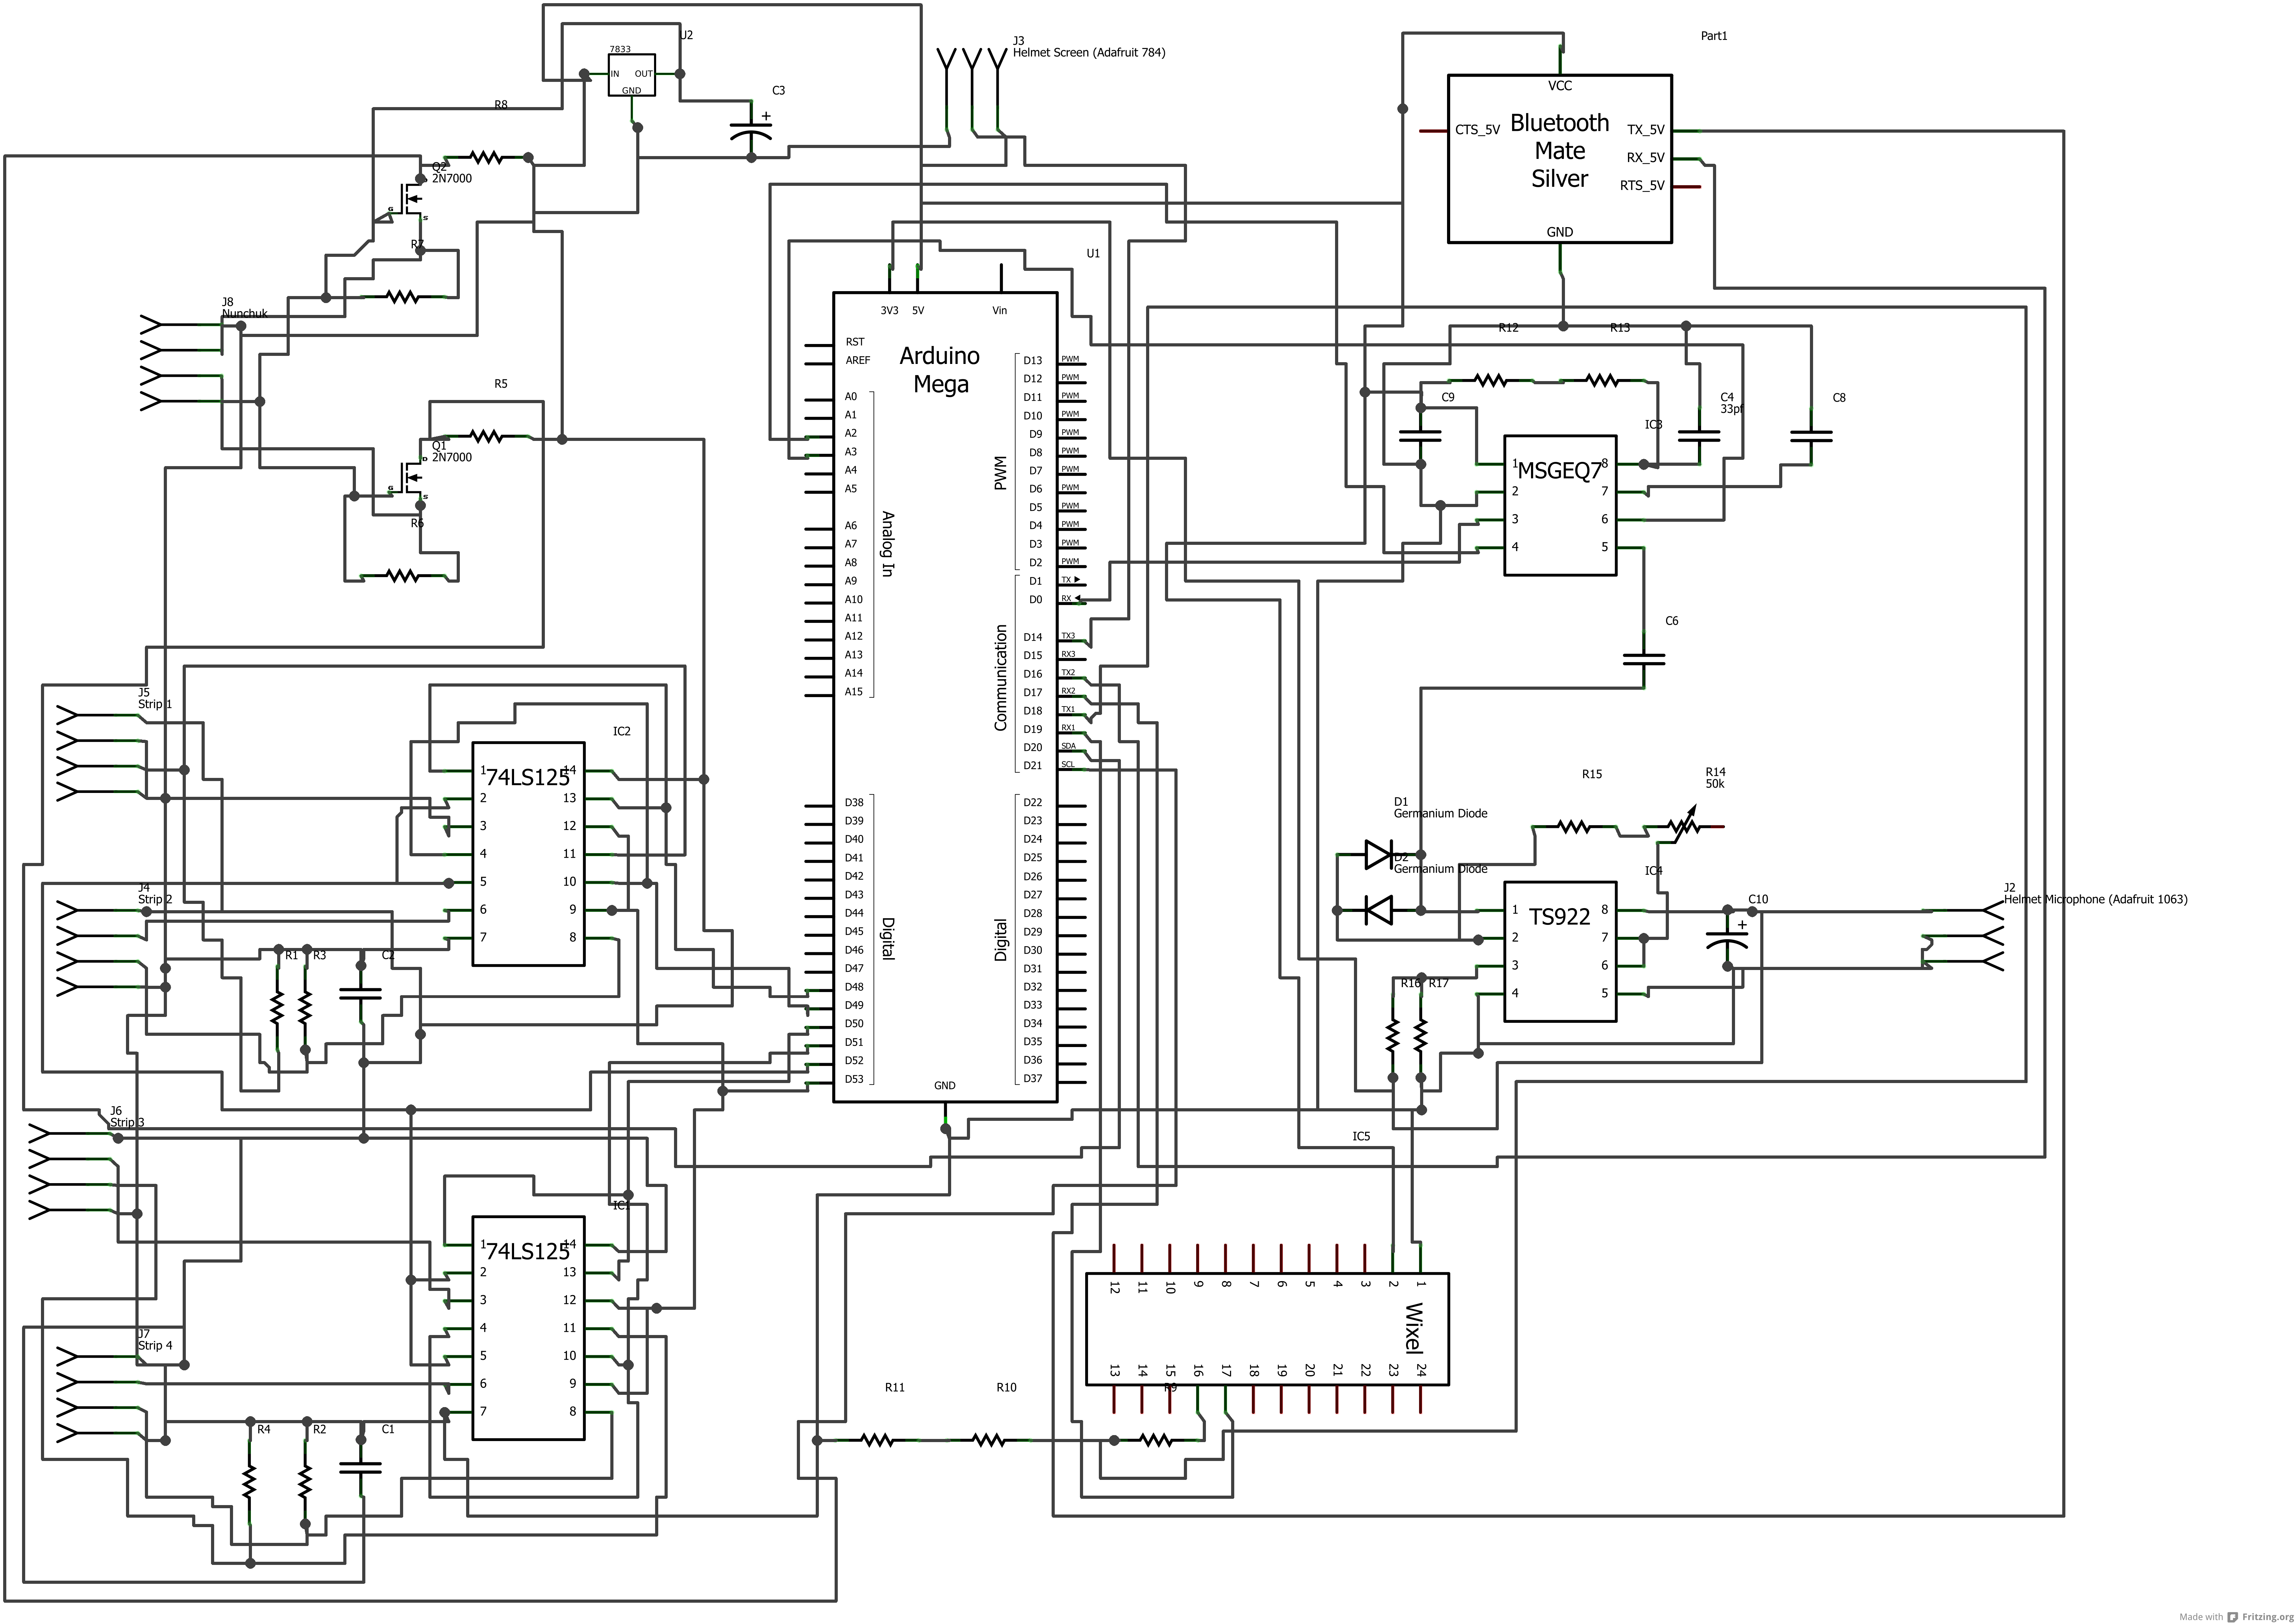 U2
7833
IN
OUT
GND
C3
+
J3
Helmet Screen (Adafruit 784)
Part1
VCC
Bluetooth
Mate
Silver
CTS_5V
TX_5V
RX_5V
RTS_5V
GND
R8
Q2
2N7000
D
G
S
R7
J8
Nunchuk
R5
Q1
2N7000
D
G
S
R6
U1
3V3
5V
Vin
Arduino
Mega
RST
AREF
A0
A1
A2
A3
A4
A5
A6
A7
A8
A9
A10
A11
A12
A13
A14
A15
Analog In
D13 PWM
D12 PWM
D11 PWM
D10 PWM
D9 PWM
D8 PWM
D7 PWM
D6 PWM
D5 PWM
D4 PWM
D3 PWM
D2 PWM
PWM
D1 TX
D0 RX
D14 TX3
D15 RX3
D16 TX2
D17 RX2
D18 TX1
D19 RX1
D20 SDA
D21 SCL
Communication
D38
D39
D40
D41
D42
D43
D44
D45
D46
D47
D48
D49
D50
D51
D52
D53
Digital
D22
D23
D24
D25
D26
D27
D28
D29
D30
D31
D32
D33
D34
D35
D36
D37
Digital
GND
R12
R13
C9
C4
33pf
C8
IC3
MSGEQ7
1
2
3
4
8
7
6
5
C6
J5
Strip 1
IC2
74LS125
1
2
3
4
5
6
7
14
13
12
11
10
9
8
J4
Strip 2
R1
R3
C2
R15
R14
50k
D1
Germanium Diode
D2
Germanium Diode
IC4
TS922
1
2
3
4
8
7
6
5
C10
+
J2
Helmet Microphone (Adafruit 1063)
R16
R17
J6
Strip 3
IC1
74LS125
1
2
3
4
5
6
7
14
13
12
11
10
9
8
J7
Strip 4
R4
R2
C1
IC5
12
11
10
9
8
7
6
5
4
3
2
1
Wixel
13
14
15
16
17
18
19
20
21
22
23
24
R11
R10
R9
Made with Fritzing.org